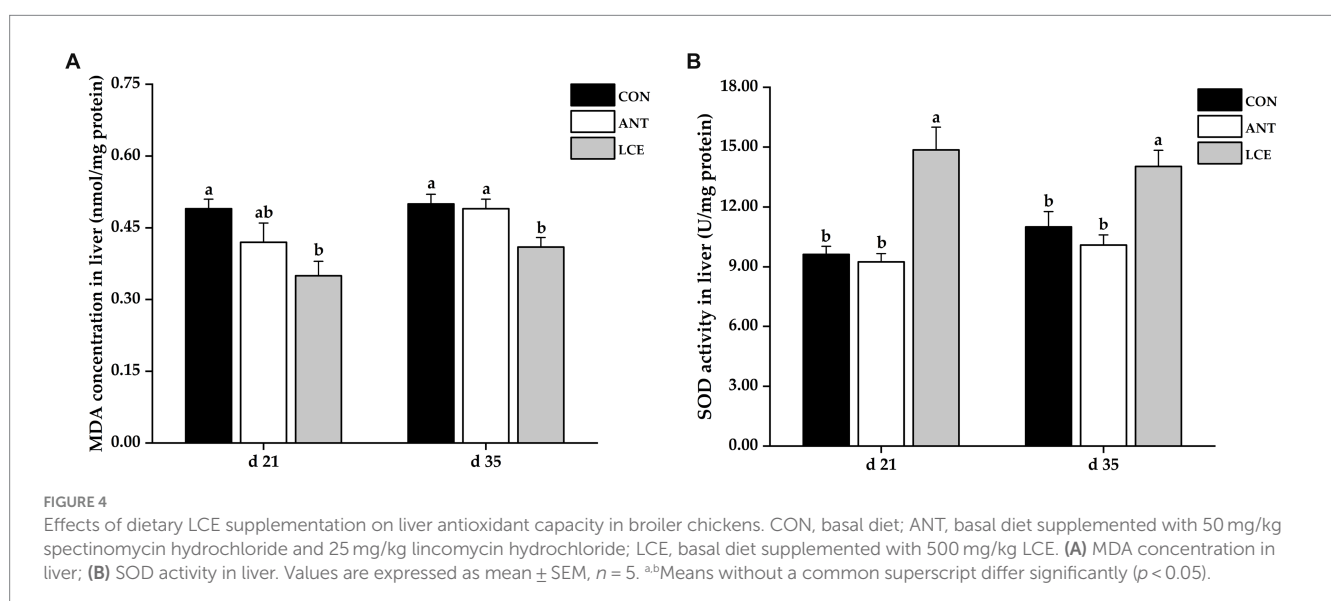 A
MDA concentration in liver (nmol/mg protein)
0.75
0.60
0.45
0.30
0.15
0.00
CON
ANT
LCE
a
ab
b
a
a
b
d 21
d 35
B
SOD activity in liver (U/mg protein)
18.00
15.00
12.00
9.00
6.00
3.00
0.00
CON
ANT
LCE
b
b
a
b
b
a
d 21
d 35
FIGURE 4
Effects of dietary LCE supplementation on liver antioxidant capacity in broiler chickens. CON, basal diet; ANT, basal diet supplemented with 50 mg/kg
spectinomycin hydrochloride and 25 mg/kg lincomycin hydrochloride; LCE, basal diet supplemented with 500 mg/kg LCE. (A) MDA concentration in
liver; (B) SOD activity in liver. Values are expressed as mean ± SEM, n = 5. a,bMeans without a common superscript differ significantly (p < 0.05).